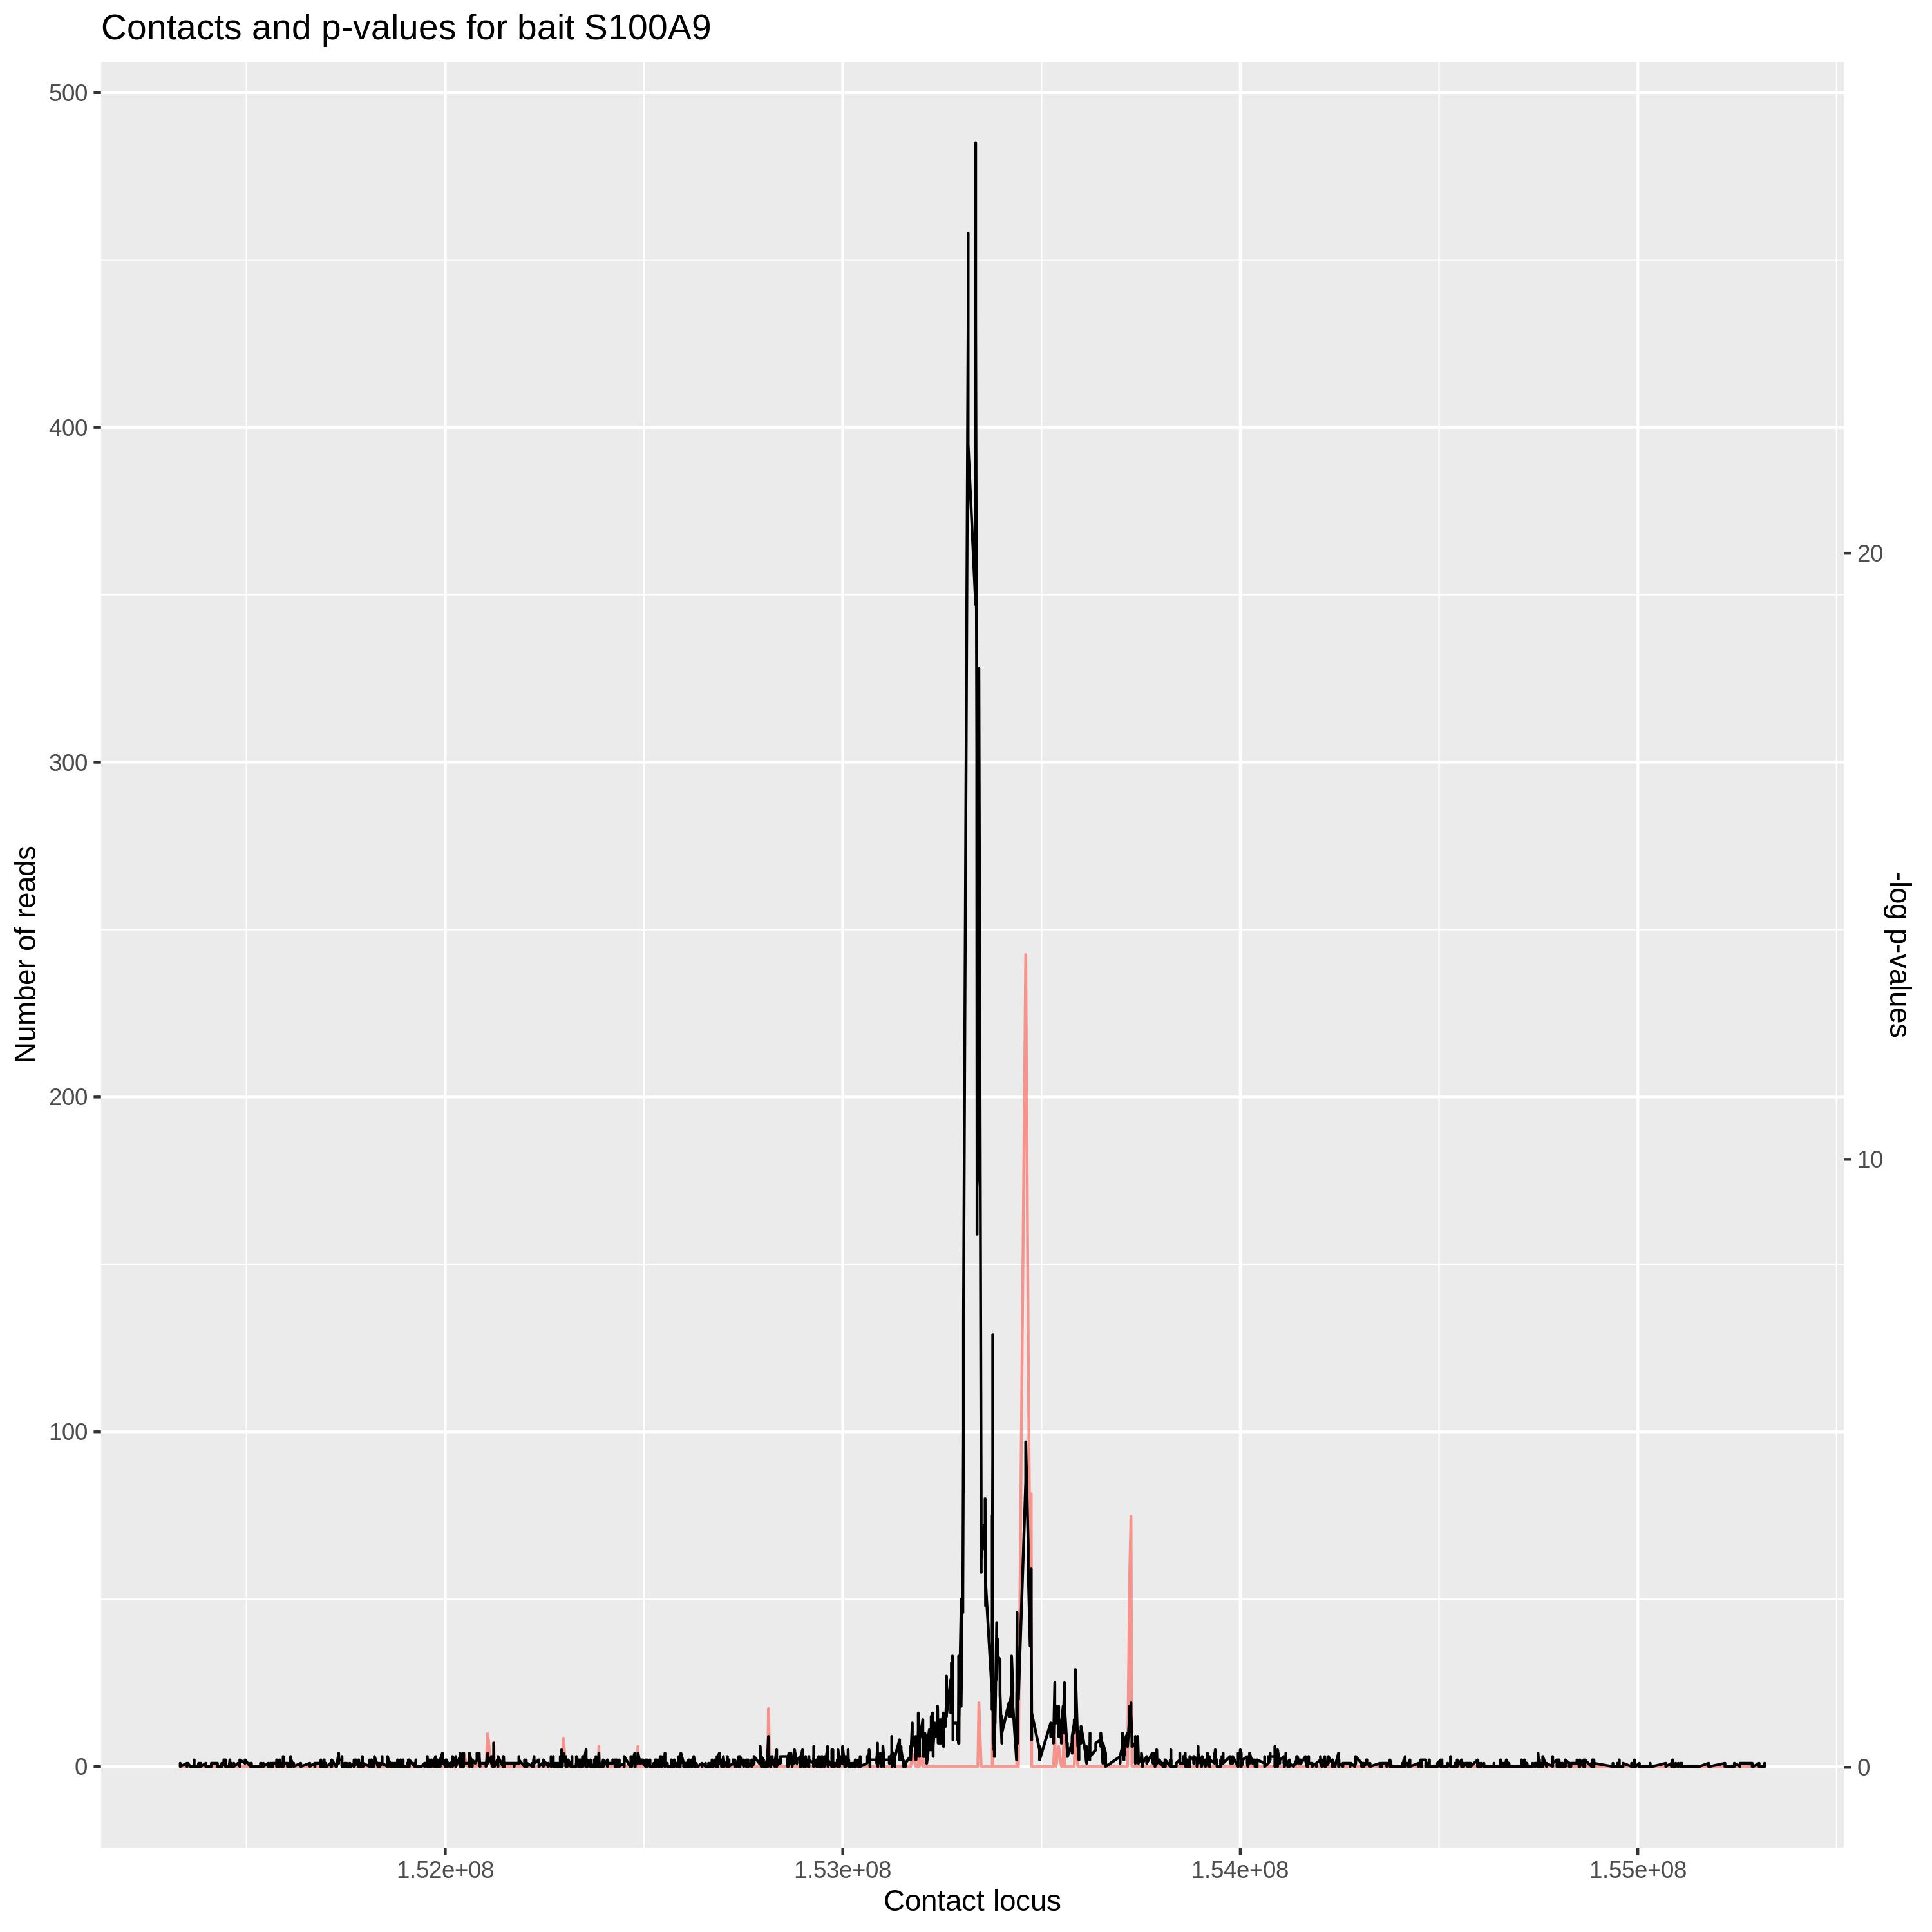 Contacts and p-values for bait S100A9
500
400
300
200
100
0
Number of reads
20
10
0
-log p-values
1.52e+08
1.53e+08
1.54e+08
1.55e+08
Contact locus